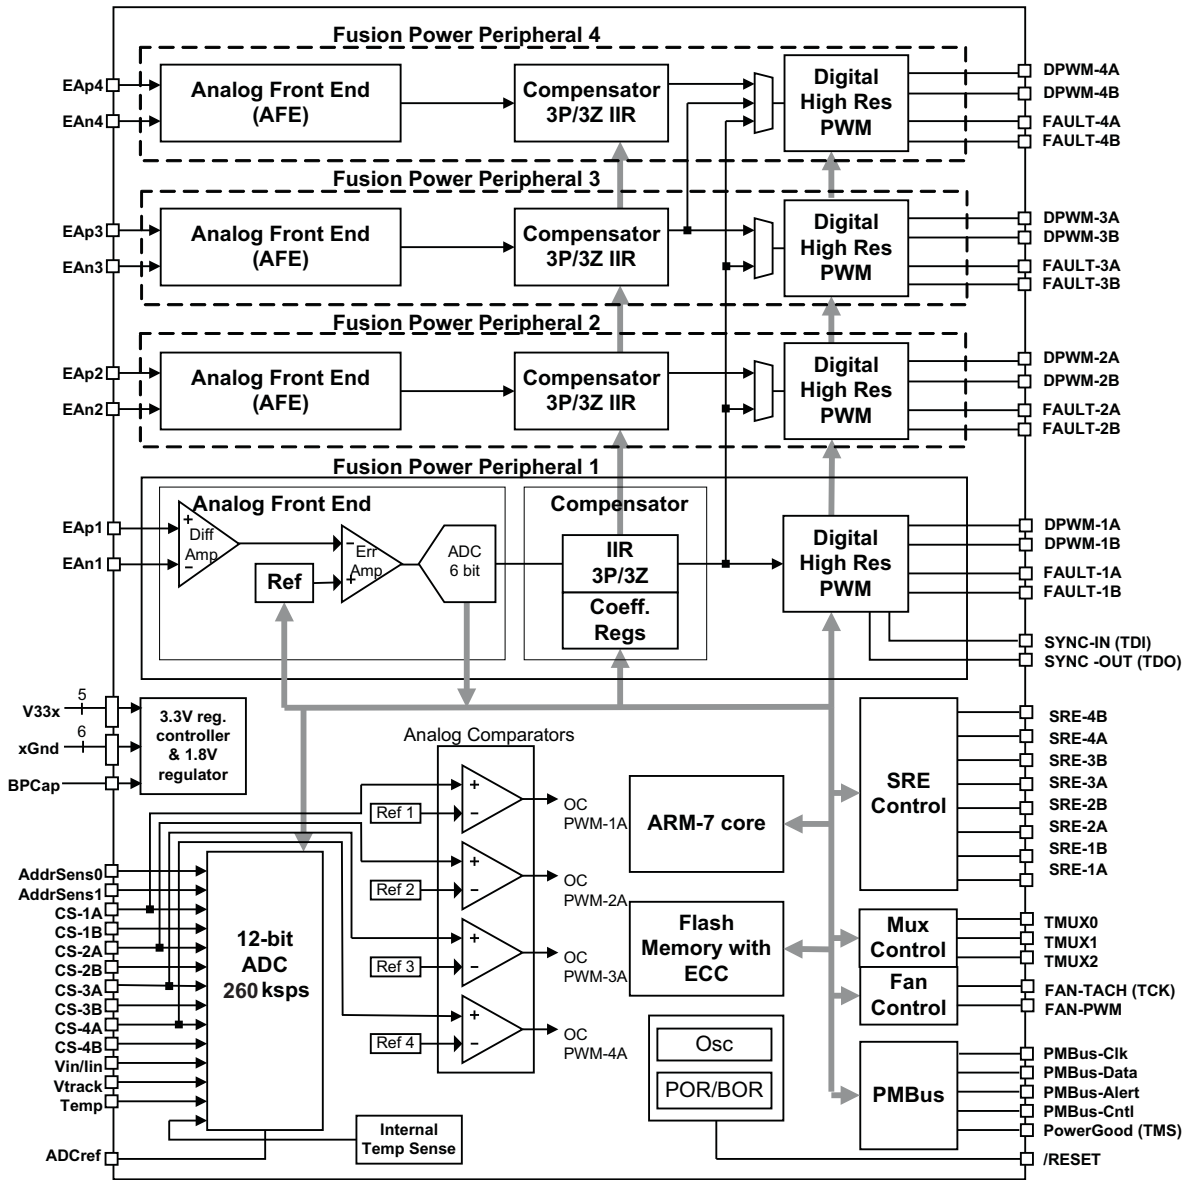 Fusion Power Peripheral 4
EAp4
EAn4
Analog Front End
(AFE)
Compensator
3P/3Z IIR
Digital
High Res
PWM
DPWM-4A
DPWM-4B
FAULT-4A
FAULT-4B
Fusion Power Peripheral 3
EAp3
EAn3
Analog Front End
(AFE)
Compensator
3P/3Z IIR
Digital
High Res
PWM
DPWM-3A
DPWM-3B
FAULT-3A
FAULT-3B
Fusion Power Peripheral 2
EAp2
EAn2
Analog Front End
(AFE)
Compensator
3P/3Z IIR
Digital
High Res
PWM
DPWM-2A
DPWM-2B
FAULT-2A
FAULT-2B
Fusion Power Peripheral 1
EAp1
EAn1
Analog Front End
+
Diff
Amp
−
Ref
−
Err
Amp
+
ADC
6 bit
Compensator
IIR
3P/3Z
Coeff.
Regs
Digital
High Res
PWM
DPWM-1A
DPWM-1B
FAULT-1A
FAULT-1B
SYNC-IN (TDI)
SYNC -OUT (TDO)
V33x
5
xGnd
6
BPCap
3.3V reg.
controller
& 1.8V
regulator
Analog Comparators
Ref 1
+
−
OC
PWM-1A
Ref 2
+
−
OC
PWM-2A
Ref 3
+
−
OC
PWM-3A
Ref 4
+
−
OC
PWM-4A
AddrSens0
AddrSens1
CS-1A
CS-1B
CS-2A
CS-2B
CS-3A
CS-3B
CS-4A
CS-4B
Vin/Iin
Vtrack
Temp
ADCref
12-bit
ADC
260 ksps
Internal
Temp Sense
ARM-7 core
Flash
Memory with
ECC
Osc
POR/BOR
SRE
Control
SRE-4B
SRE-4A
SRE-3B
SRE-3A
SRE-2B
SRE-2A
SRE-1B
SRE-1A
Mux
Control
TMUX0
TMUX1
TMUX2
Fan
Control
FAN-TACH (TCK)
FAN-PWM
PMBus
PMBus-Clk
PMBus-Data
PMBus-Alert
PMBus-Cntl
PowerGood (TMS)
/RESET